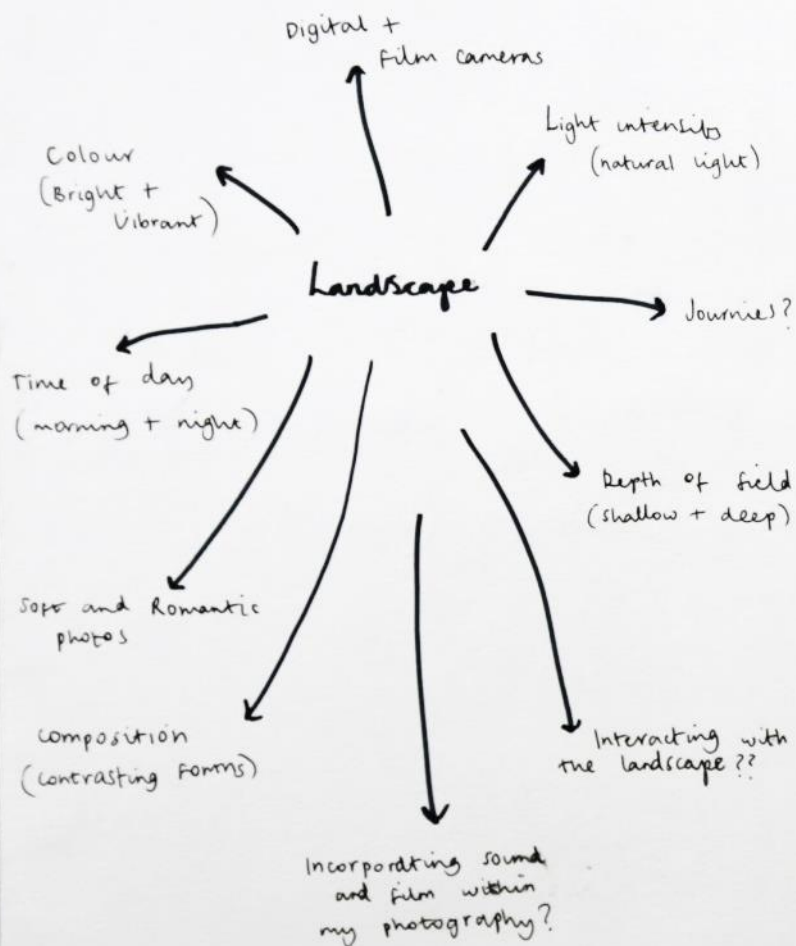 Digital +
Film cameras
Light intensity
(natural light)
Colour
(Bright +
Vibrant)
Landscape
Journies?
Time of day
(morning + night)
Depth of field
(shallow + deep)
Soft and Romantic
photos
Composition
(contrasting Forms)
Interacting with
the landscape??
Incorporating sound
and film within
my photography?